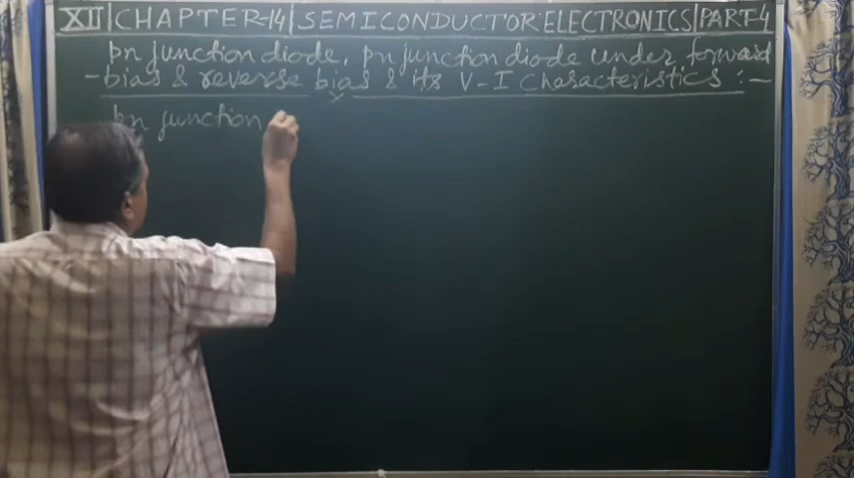 XII|CHAPTER-14|SEMICONDUCTOR ELECTRONICS|PART-4
pn junction diode, pn junction diode under forward
-bias & reverse bias & its V-I Characteristics :-
pn junction